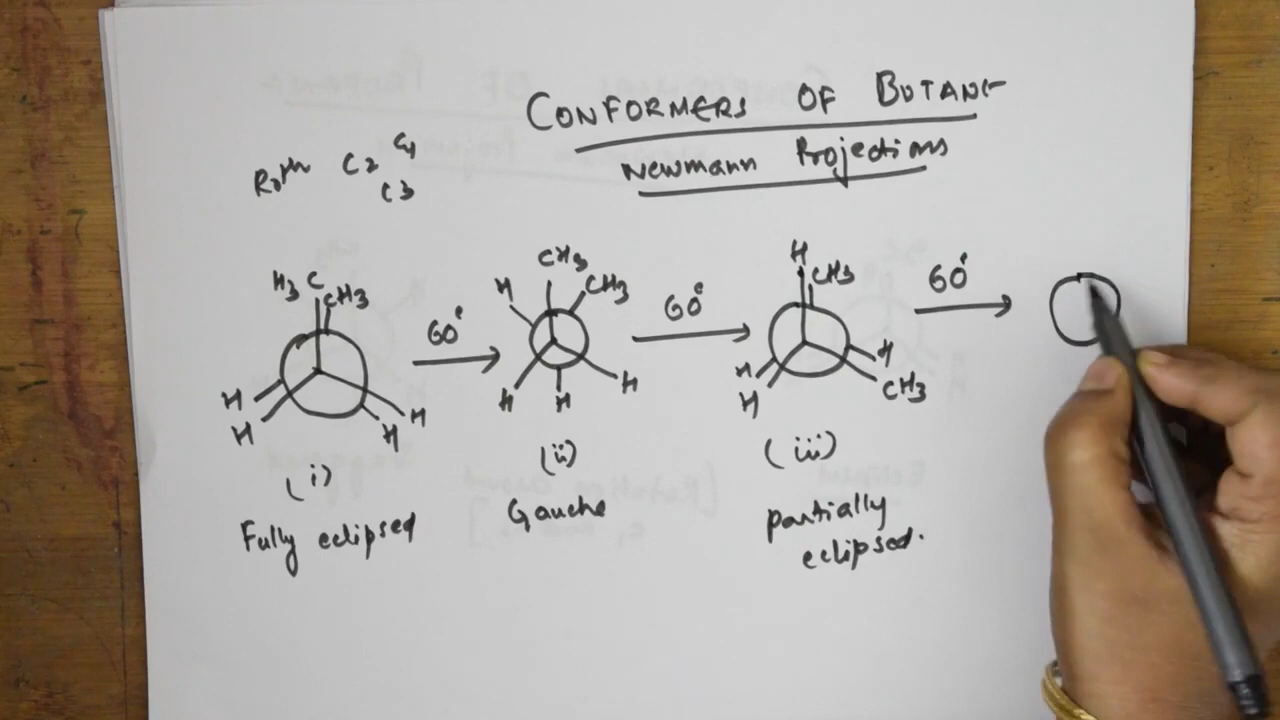 CONFORMERS OF BUTANE
Newmann Projections
C2
C3
H3C
CH3
H
H
H
H
(i)
Fully eclipsed
60°
CH3
H
CH3
H
H
H
(ii)
Gauche
60°
H
CH3
H
H
H
CH3
(iii)
partially
eclipsed.
60°